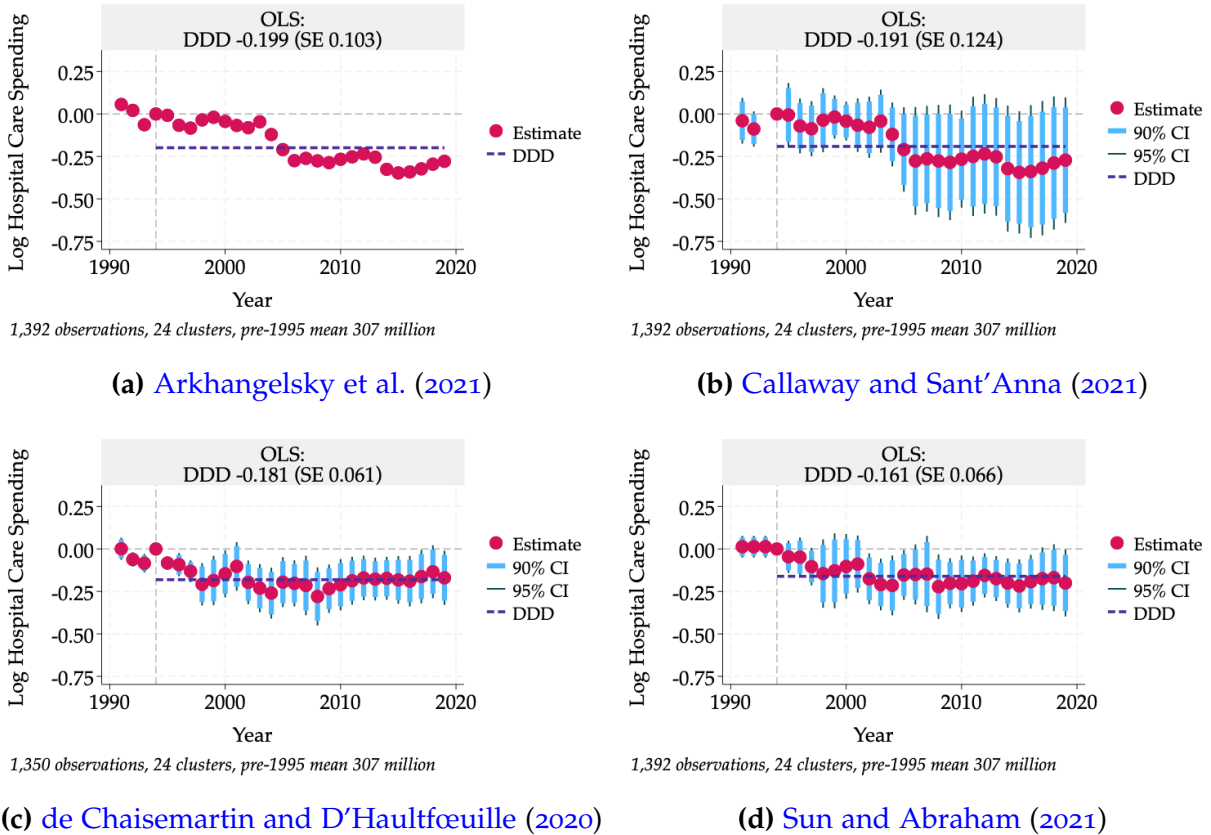 OLS:
DDD -0.199 (SE 0.103)
Log Hospital Care Spending
0.25
0.00
-0.25
-0.50
-0.75
1990
2000
2010
2020
Year
Estimate
DDD
1,392 observations, 24 clusters, pre-1995 mean 307 million
(a) Arkhangelsky et al. (2021)
OLS:
DDD -0.191 (SE 0.124)
Log Hospital Care Spending
0.25
0.00
-0.25
-0.50
-0.75
1990
2000
2010
2020
Year
Estimate
90% CI
95% CI
DDD
1,392 observations, 24 clusters, pre-1995 mean 307 million
(b) Callaway and Sant'Anna (2021)
OLS:
DDD -0.181 (SE 0.061)
Log Hospital Care Spending
0.25
0.00
-0.25
-0.50
-0.75
1990
2000
2010
2020
Year
Estimate
90% CI
95% CI
DDD
1,350 observations, 24 clusters, pre-1995 mean 307 million
(c) de Chaisemartin and D'Haultfœuille (2020)
OLS:
DDD -0.161 (SE 0.066)
Log Hospital Care Spending
0.25
0.00
-0.25
-0.50
-0.75
1990
2000
2010
2020
Year
Estimate
90% CI
95% CI
DDD
1,392 observations, 24 clusters, pre-1995 mean 307 million
(d) Sun and Abraham (2021)